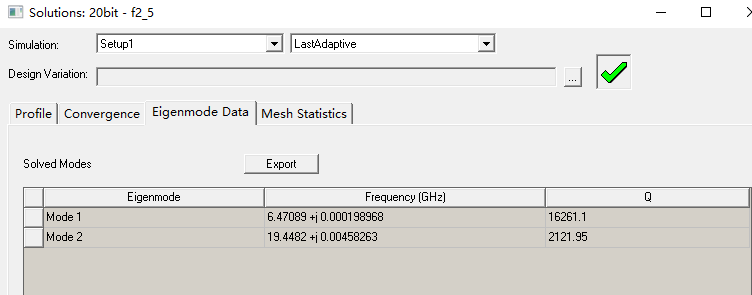 Solutions: 20bit - f2_5
Simulation: Setup1 LastAdaptive
Design Variation: ...
Profile Convergence Eigenmode Data Mesh Statistics
Solved Modes Export
Eigenmode Frequency (GHz) Q
Mode 1 6.47089 +j 0.000198968 16261.1
Mode 2 19.4482 +j 0.00458263 2121.95